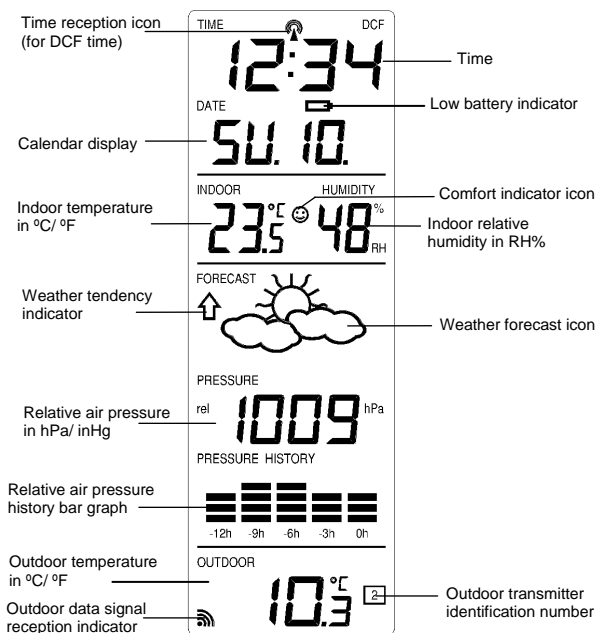 Time reception icon
(for DCF time)
TIME
DCF
12:34
Time
Low battery indicator
DATE
Calendar display
SU. 10.
INDOOR
HUMIDITY
Comfort indicator icon
Indoor temperature
in ºC/ ºF
23.5 °C
48 %
RH
Indoor relative
humidity in RH%
FORECAST
Weather tendency
indicator
Weather forecast icon
PRESSURE
Relative air pressure
in hPa/ inHg
rel
1009
hPa
PRESSURE HISTORY
Relative air pressure
history bar graph
-12h -9h -6h -3h 0h
Outdoor temperature
in ºC/ ºF
OUTDOOR
10.3 °C
2
Outdoor transmitter
identification number
Outdoor data signal
reception indicator